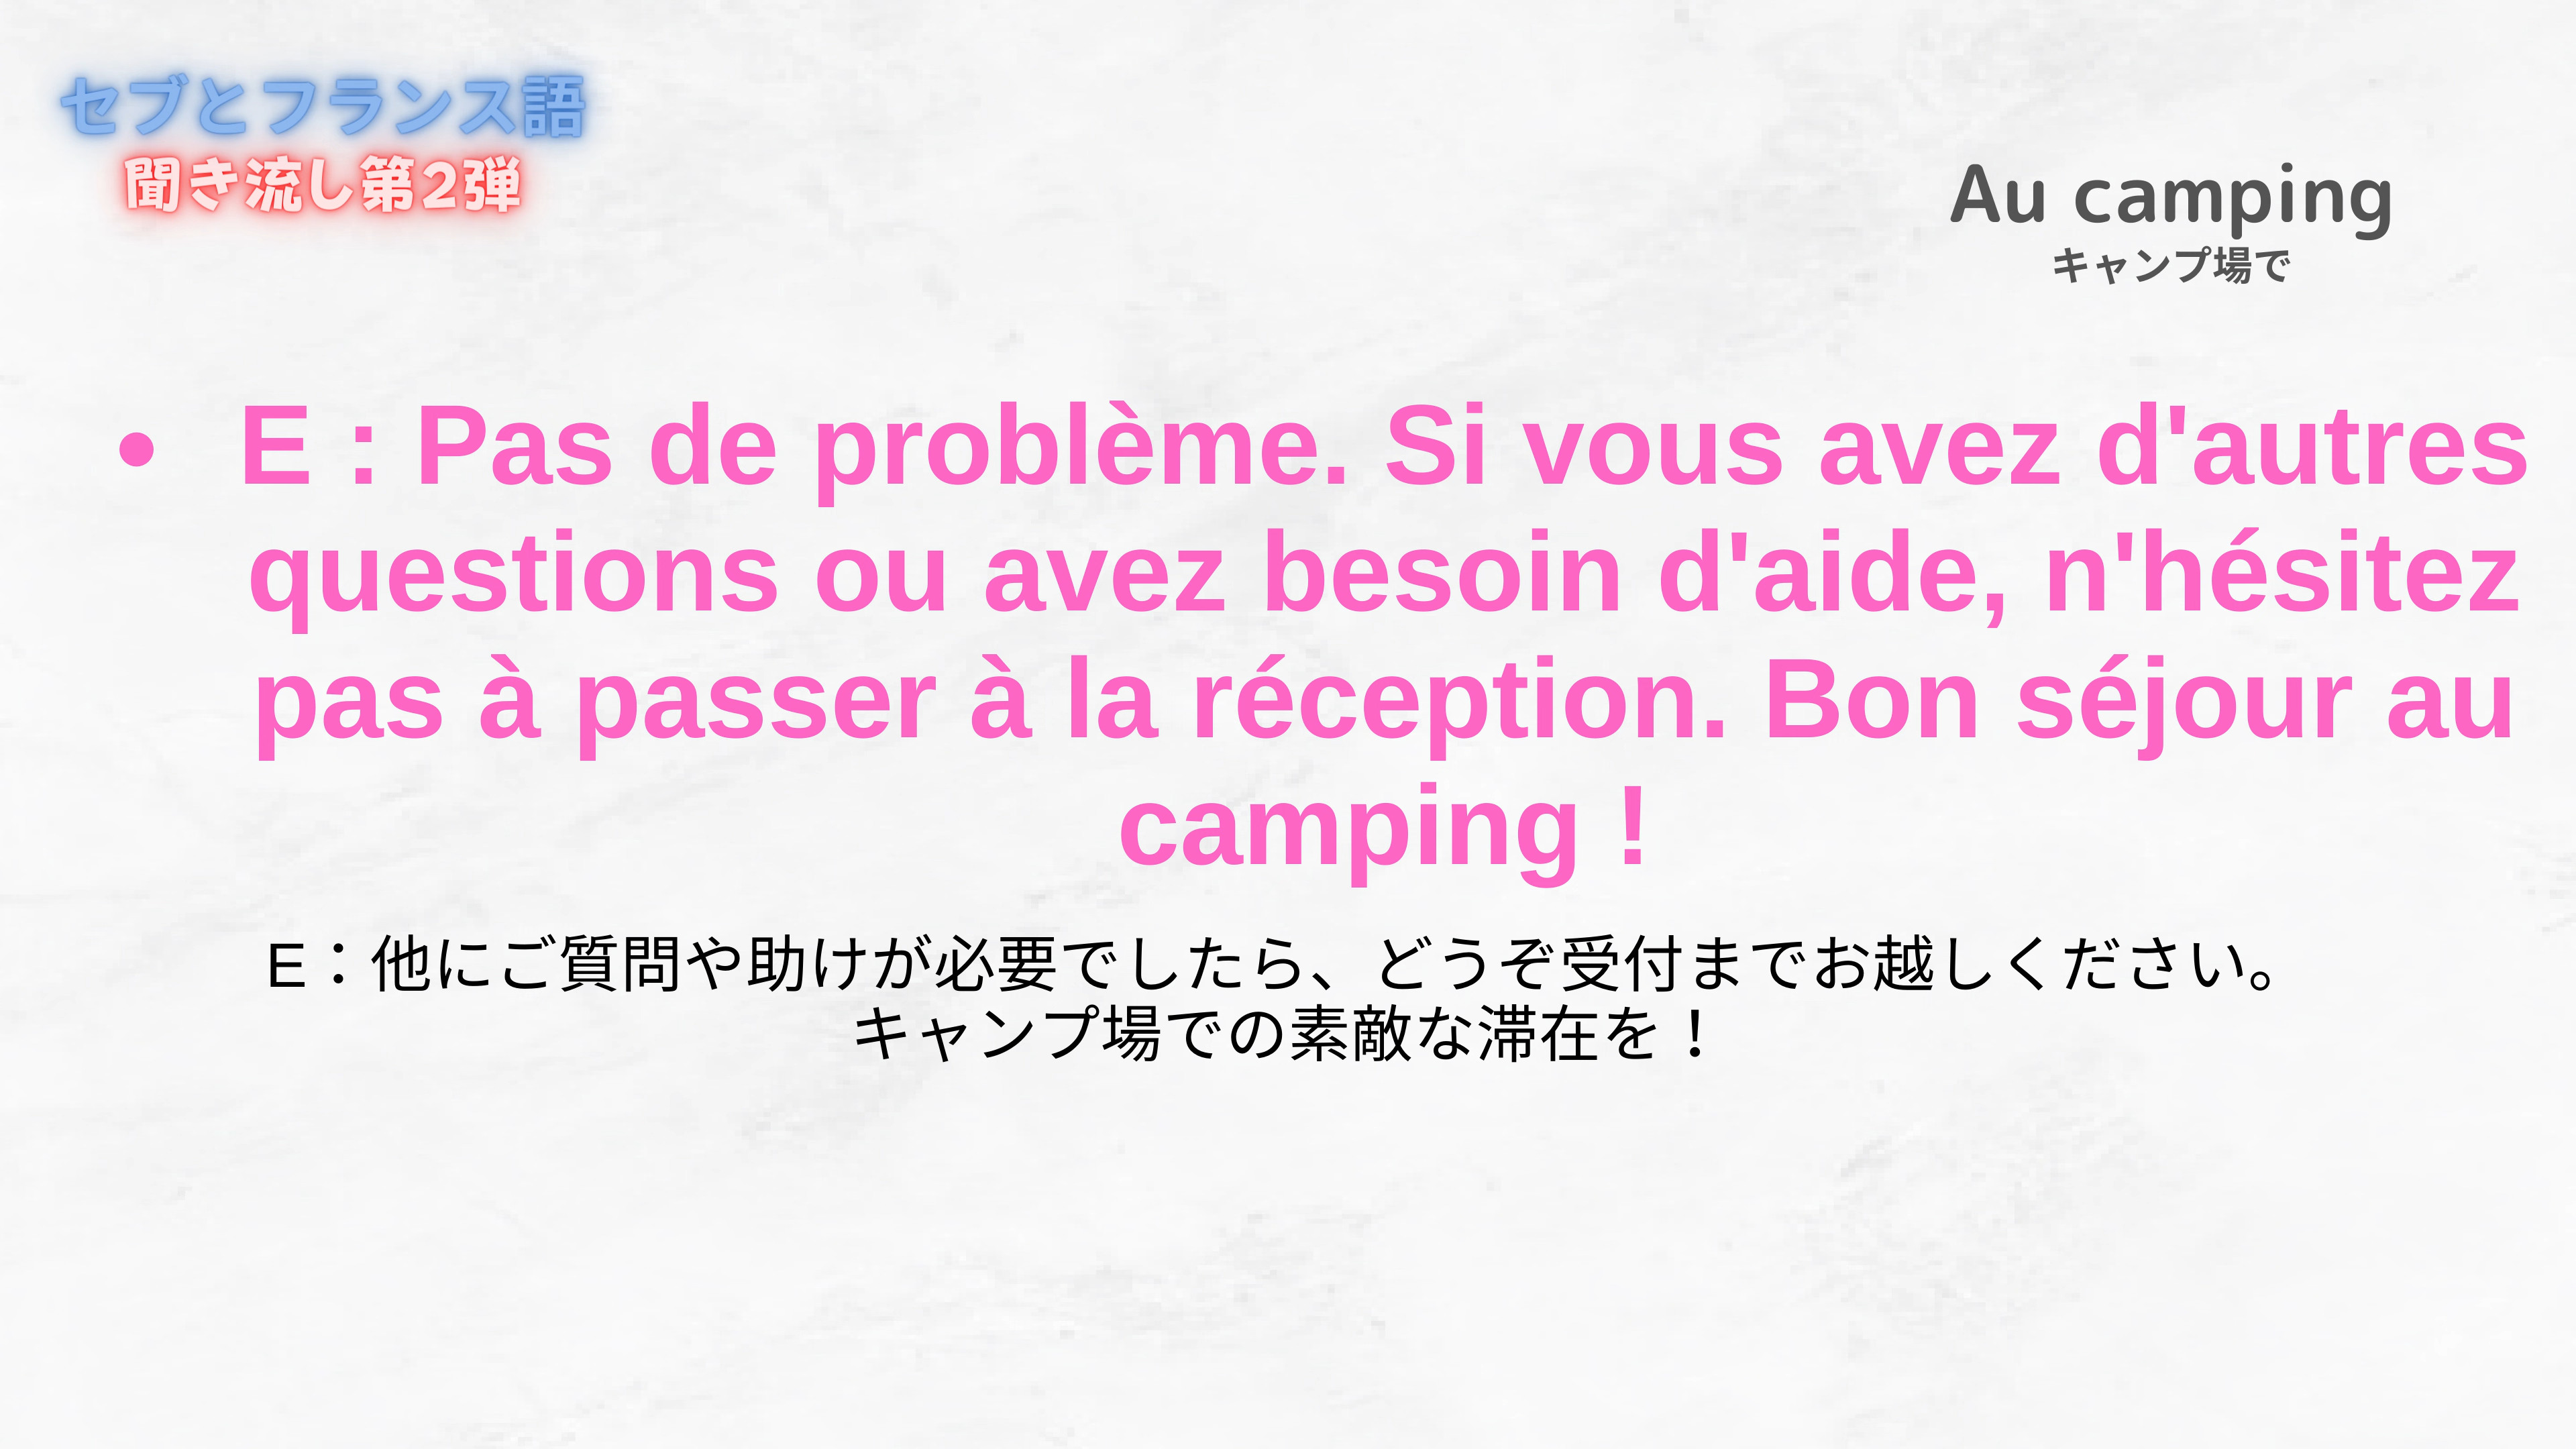 セブとフランス語
聞き流し第2弾
Au camping
キャンプ場で
• E : Pas de problème. Si vous avez d'autres
questions ou avez besoin d'aide, n'hésitez
pas à passer à la réception. Bon séjour au
camping !
E：他にご質問や助けが必要でしたら、どうぞ受付までお越しください。
キャンプ場での素敵な滞在を！